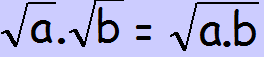 √a.√b = √a.b